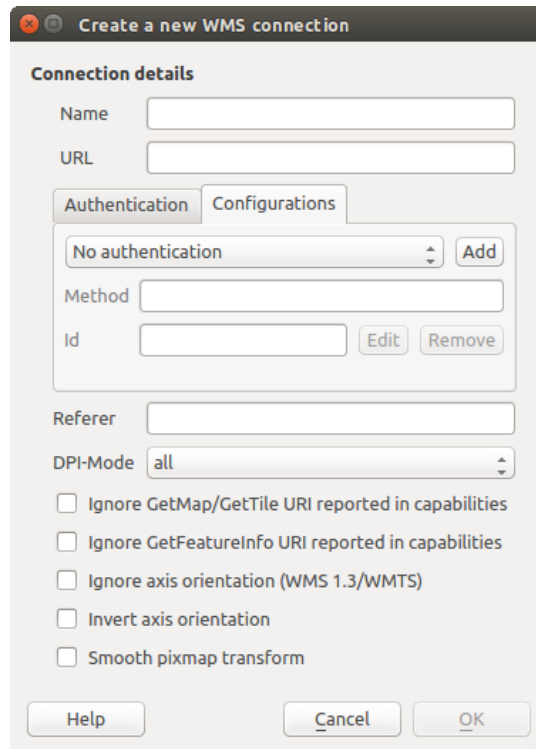 Create a new WMS connection
Connection details
Name
URL
Authentication Configurations
No authentication Add
Method
Id Edit Remove
Referer
DPI-Mode all
Ignore GetMap/GetTile URI reported in capabilities
Ignore GetFeatureInfo URI reported in capabilities
Ignore axis orientation (WMS 1.3/WMTS)
Invert axis orientation
Smooth pixmap transform
Help Cancel OK